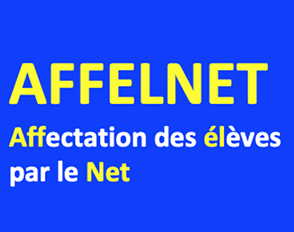 AFFELNET
Affectation des élèves
par le Net